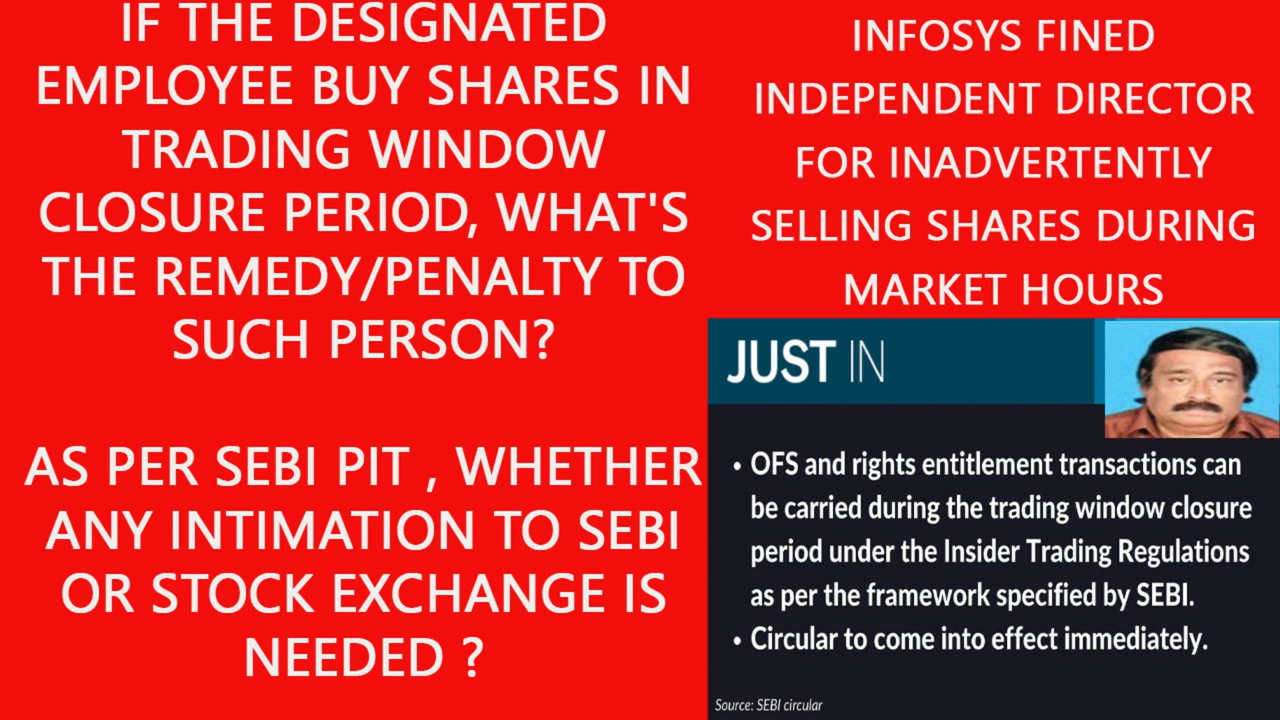 IF THE DESIGNATED
EMPLOYEE BUY SHARES IN
TRADING WINDOW
CLOSURE PERIOD, WHAT'S
THE REMEDY/PENALTY TO
SUCH PERSON?
AS PER SEBI PIT , WHETHER
ANY INTIMATION TO SEBI
OR STOCK EXCHANGE IS
NEEDED ?
INFOSYS FINED
INDEPENDENT DIRECTOR
FOR INADVERTENTLY
SELLING SHARES DURING
MARKET HOURS
JUST IN
• OFS and rights entitlement transactions can
be carried during the trading window closure
period under the Insider Trading Regulations
as per the framework specified by SEBI.
• Circular to come into effect immediately.
Source: SEBI circular